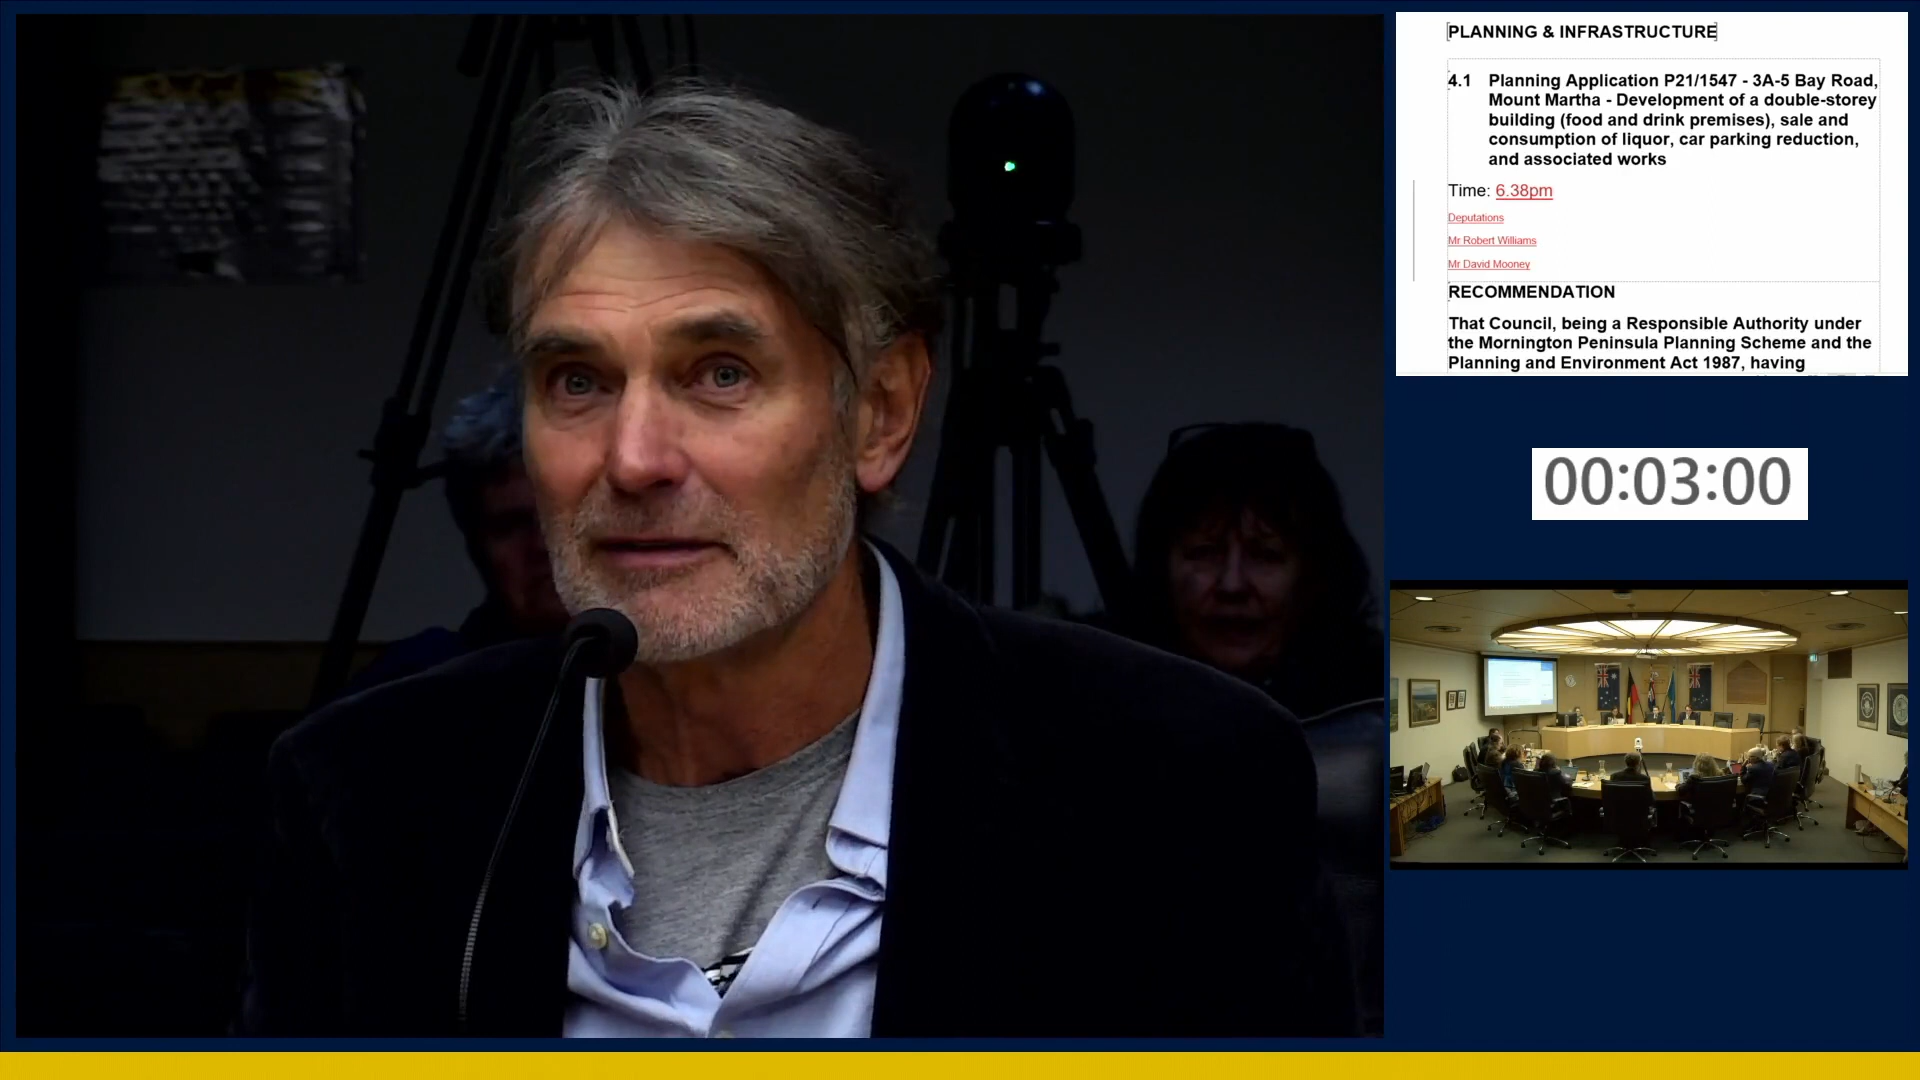 PLANNING & INFRASTRUCTURE
4.1 Planning Application P21/1547 - 3A-5 Bay Road,
Mount Martha - Development of a double-storey
building (food and drink premises), sale and
consumption of liquor, car parking reduction,
and associated works
Time: 6.38pm
Deputations
Mr Robert Williams
Mr David Mooney
RECOMMENDATION
That Council, being a Responsible Authority under
the Mornington Peninsula Planning Scheme and the
Planning and Environment Act 1987, having
00:03:00